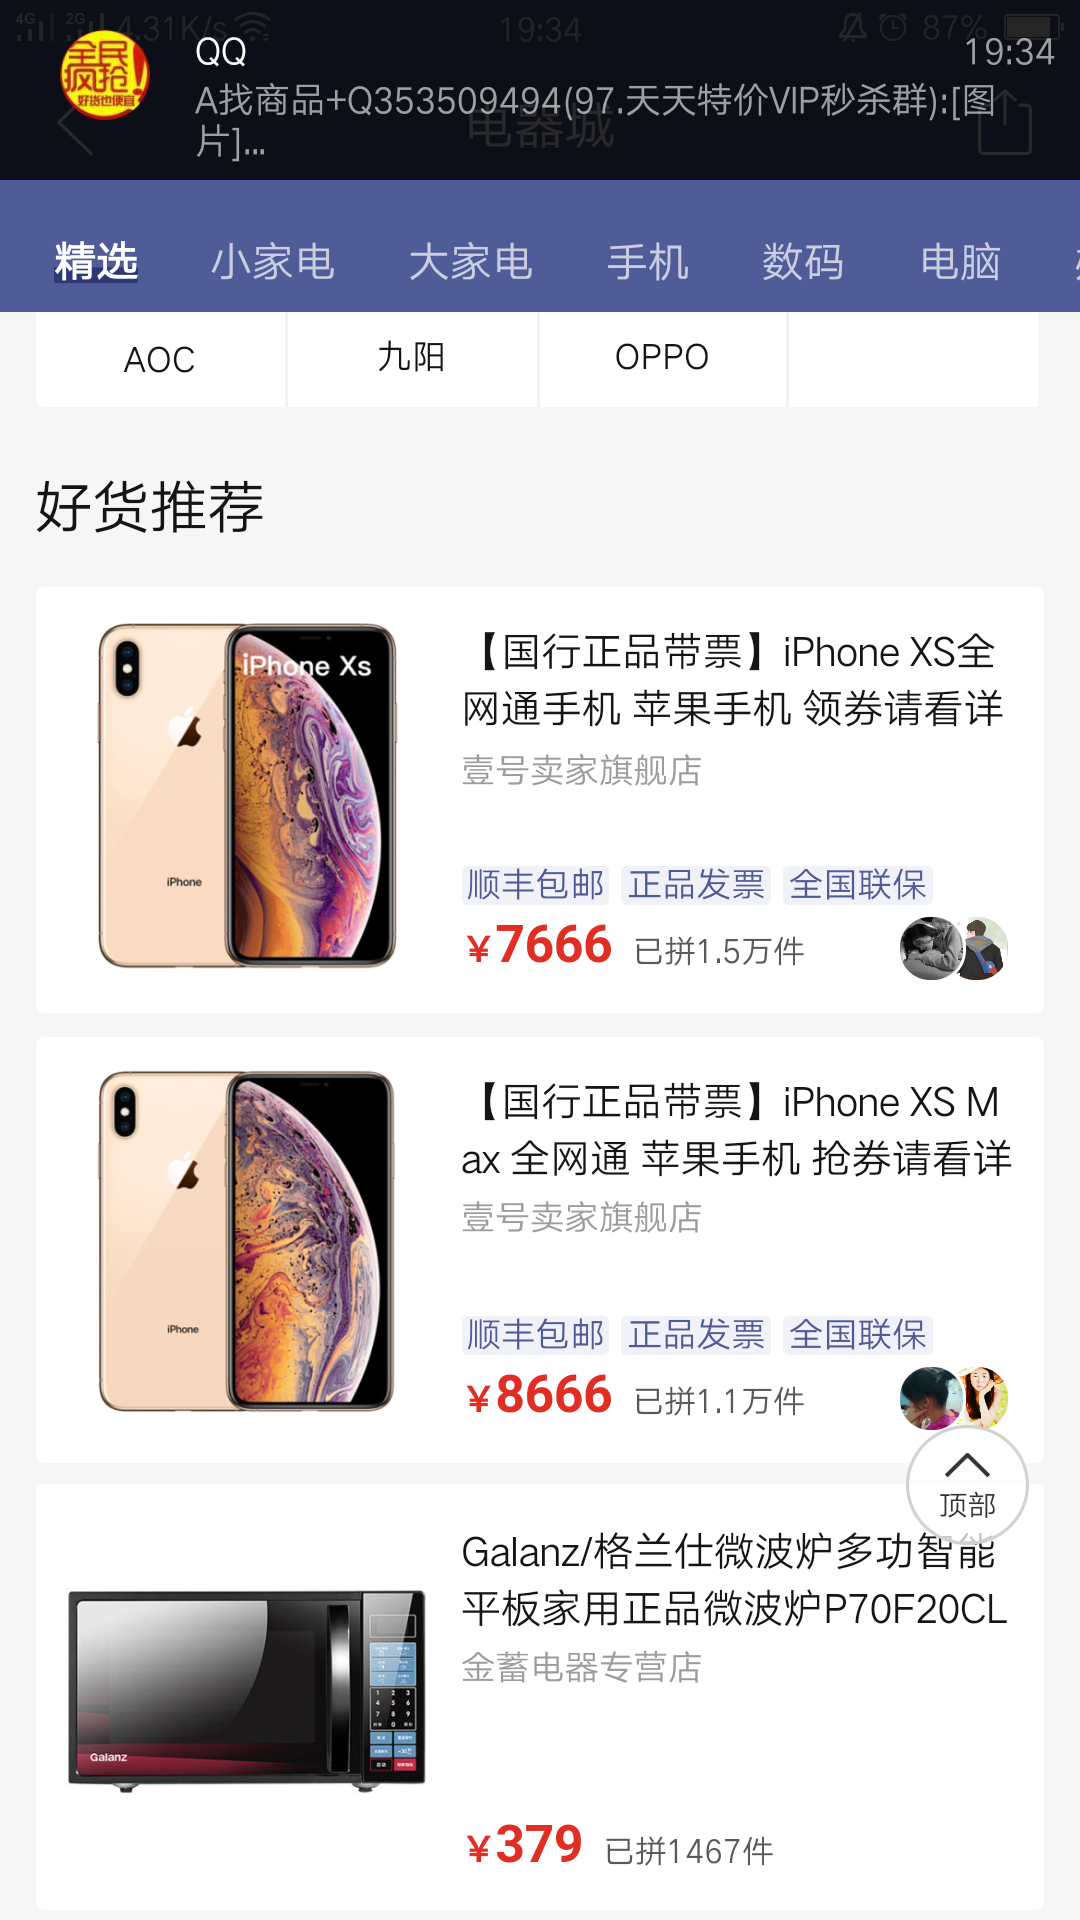 4G 2G 4.31K/s 19:34 87%
全民疯抢!
好货也便宜
QQ 19:34
A找商品+Q353509494(97.天天特价VIP秒杀群):[图
片]...
电器城
精选 小家电 大家电 手机 数码 电脑
AOC 九阳 OPPO
好货推荐
iPhone Xs
iPhone
【国行正品带票】iPhone XS全
网通手机 苹果手机 领券请看详
壹号卖家旗舰店
顺丰包邮 正品发票 全国联保
¥7666 已拼1.5万件
iPhone
【国行正品带票】iPhone XS M
ax 全网通 苹果手机 抢券请看详
壹号卖家旗舰店
顺丰包邮 正品发票 全国联保
¥8666 已拼1.1万件
顶部
Galanz
Galanz/格兰仕微波炉多功智能
平板家用正品微波炉P70F20CL
金蓄电器专营店
¥379 已拼1467件